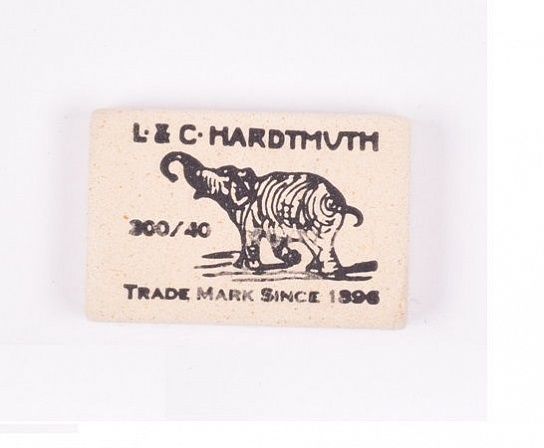 L. & C. HARDTMUTH
300/40
TRADE MARK SINCE 1896